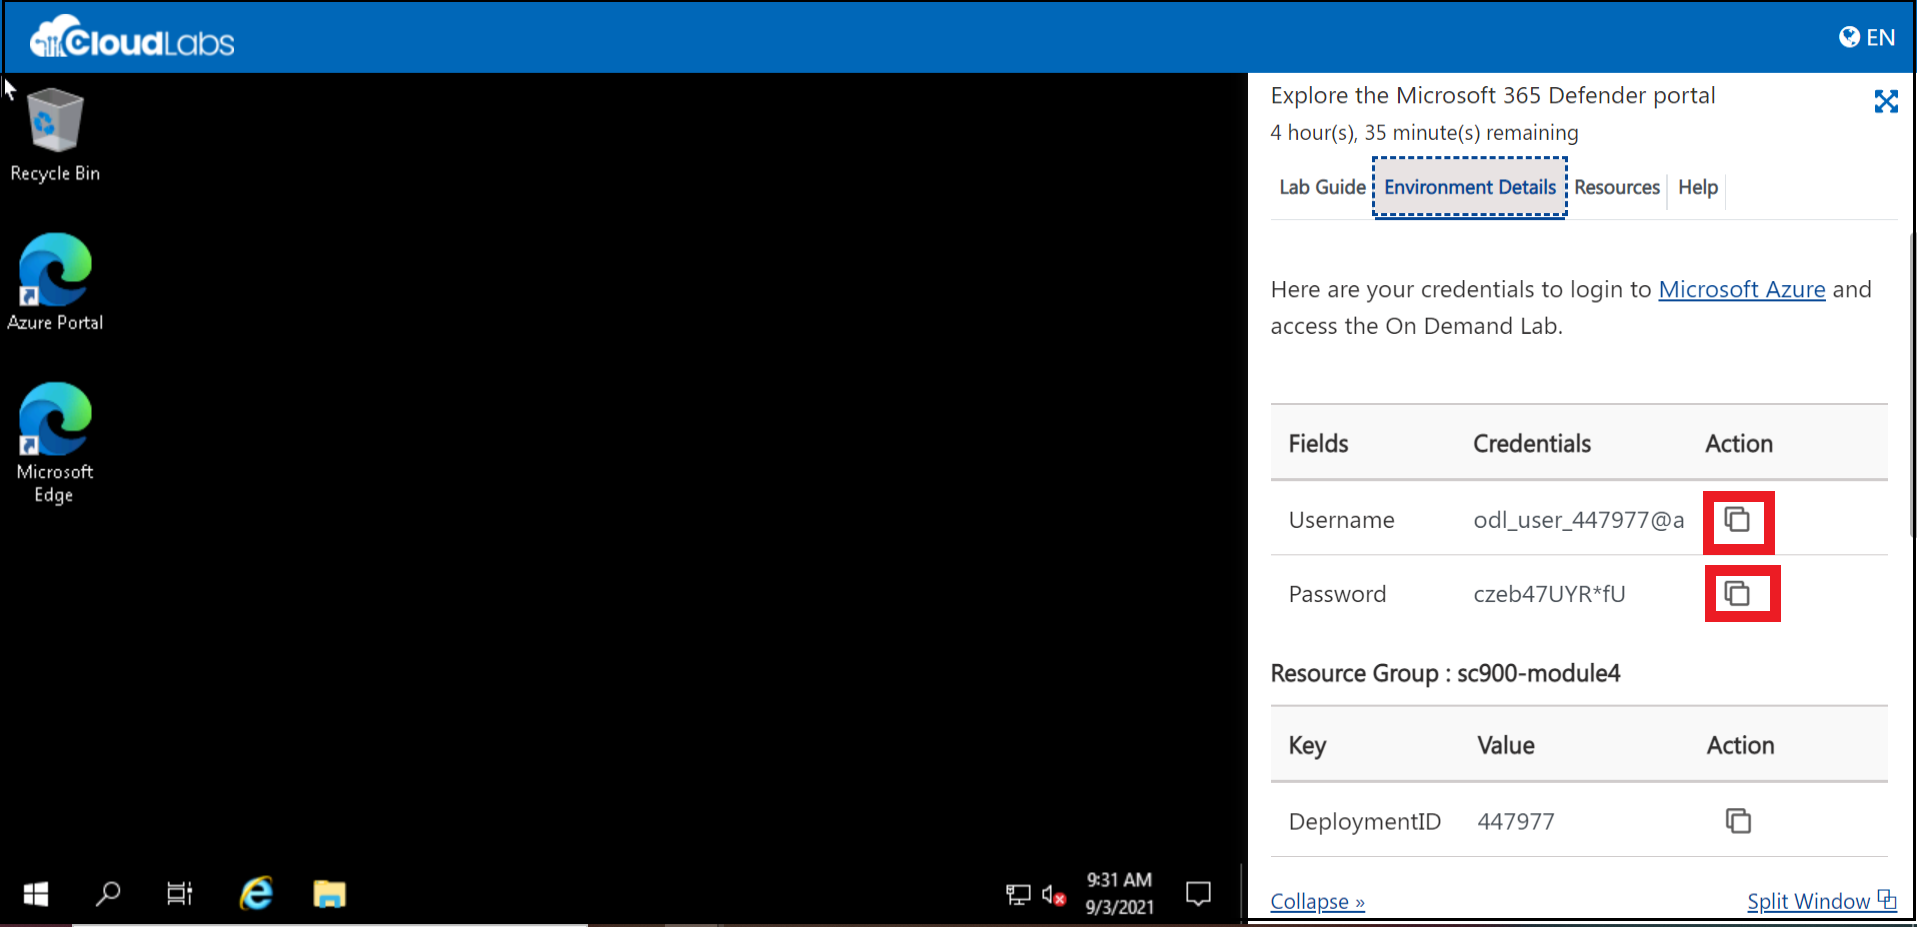 CloudLabs
EN
Recycle Bin
Azure Portal
Microsoft
Edge
9:31 AM
9/3/2021
Explore the Microsoft 365 Defender portal
4 hour(s), 35 minute(s) remaining
Lab Guide Environment Details Resources Help
Here are your credentials to login to Microsoft Azure and
access the On Demand Lab.
Fields Credentials Action
Username odl_user_447977@a
Password czeb47UYR*fU
Resource Group : sc900-module4
Key Value Action
DeploymentID 447977
Collapse » Split Window